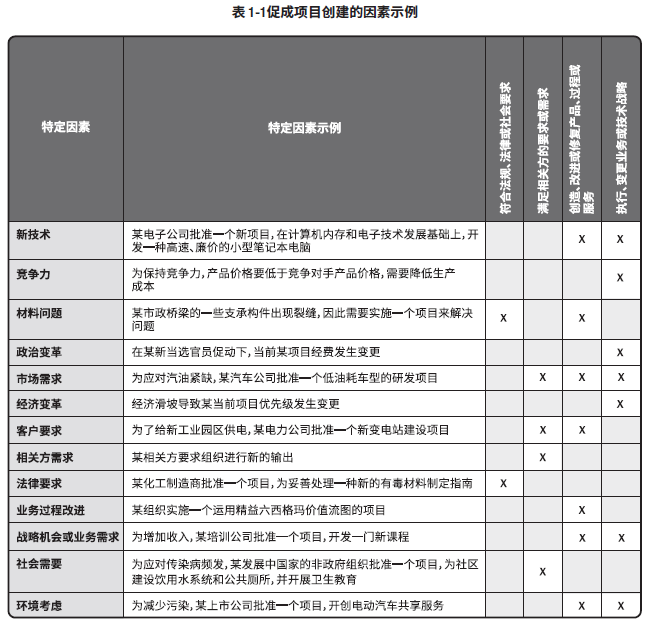 表 1-1促成项目创建的因素示例
特定因素
特定因素示例
符合法规、法律或社会要求
满足相关方的要求或需求
创造、改进或修复产品、过程或
服务
执行、变更业务或技术战略
新技术
某电子公司批准一个新项目,在计算机内存和电子技术发展基础上,开
发一种高速、廉价的小型笔记本电脑
X X
竞争力
为保持竞争力,产品价格要低于竞争对手产品价格,需要降低生产
成本
X
材料问题
某市政桥梁的一些支承构件出现裂缝,因此需要实施一个项目来解决
问题
X X
政治变革
在某新当选官员促动下,当前某项目经费发生变更
X
市场需求
为应对汽油紧缺,某汽车公司批准一个低油耗车型的研发项目
X X X
经济变革
经济滑坡导致某当前项目优先级发生变更
X
客户要求
为了给新工业园区供电,某电力公司批准一个新变电站建设项目
X X
相关方需求
某相关方要求组织进行新的输出
X
法律要求
某化工制造商批准一个项目,为妥善处理一种新的有毒材料制定指南
X
业务过程改进
某组织实施一个运用精益六西格玛价值流图的项目
X
战略机会或业务需求
为增加收入,某培训公司批准一个项目,开发一门新课程
X X
社会需要
为应对传染病频发,某发展中国家的非政府组织批准一个项目,为社区
建设饮用水系统和公共厕所,并开展卫生教育
X
环境考虑
为减少污染,某上市公司批准一个项目,开创电动汽车共享服务
X X